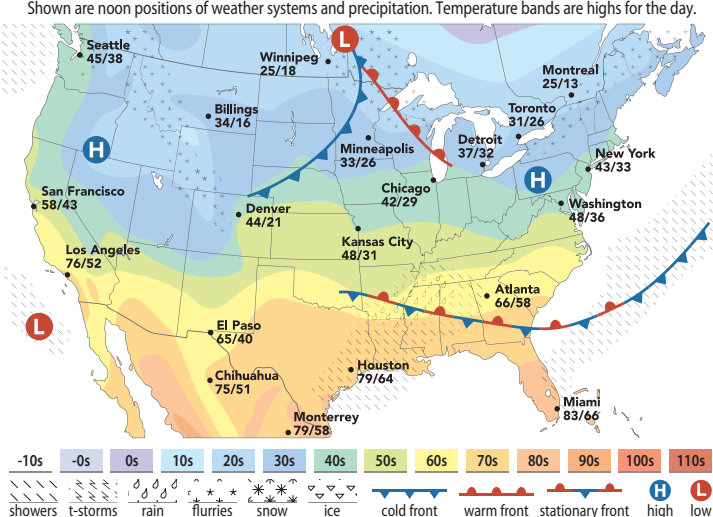 Shown are noon positions of weather systems and precipitation. Temperature bands are highs for the day.
L
Seattle
45/38
Winnipeg
25/18
Montreal
25/13
Billings
34/16
Toronto
31/26
Minneapolis
33/26
Detroit
37/32
H
New York
43/33
H
San Francisco
58/43
Chicago
42/29
Washington
48/36
Denver
44/21
Kansas City
48/31
Los Angeles
76/52
Atlanta
66/58
L
El Paso
65/40
Houston
79/64
Chihuahua
75/51
Miami
83/66
Monterrey
79/58
-10s -0s 0s 10s 20s 30s 40s 50s 60s 70s 80s 90s 100s 110s
H L
showers t-storms rain flurries snow ice cold front warm front stationary front high low